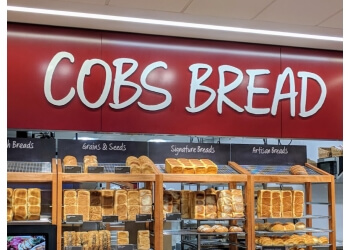 COBS BREAD
Breads
Grains & Seeds
Signature Breads
Artisan Breads